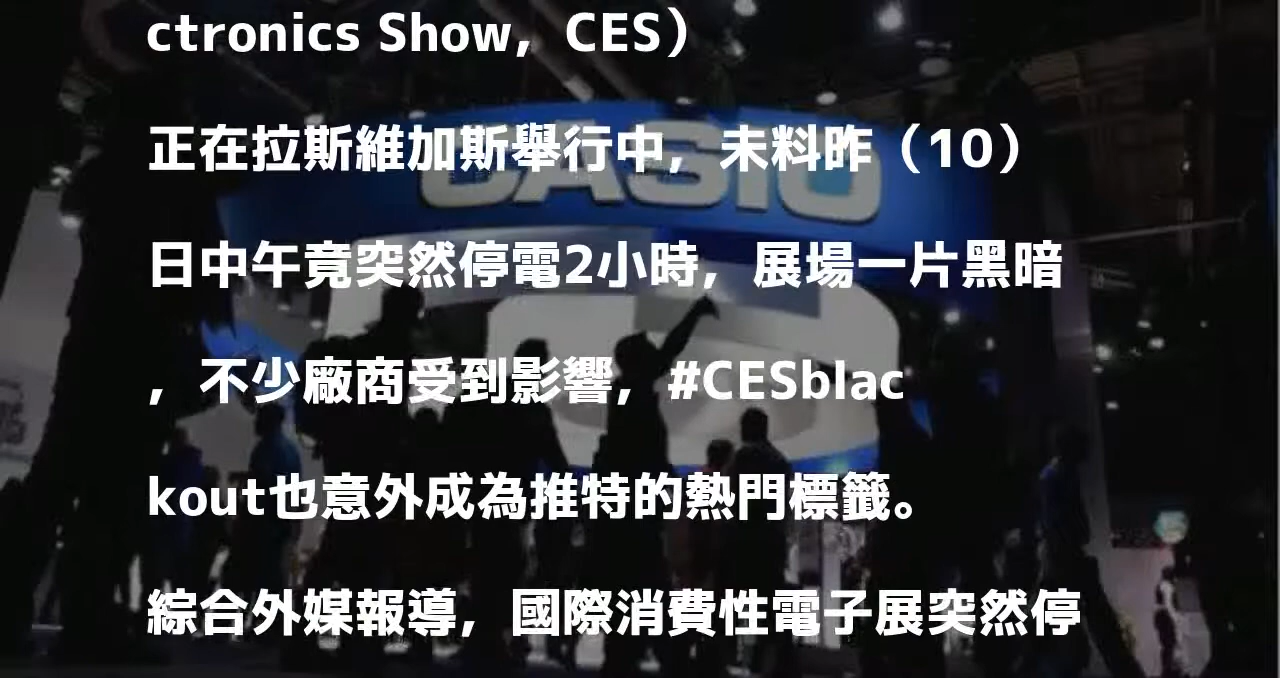 ctronics Show，CES）
正在拉斯維加斯舉行中，未料昨（10）
日中午竟突然停電2小時，展場一片黑暗
，不少廠商受到影響，#CESblac
kout也意外成為推特的熱門標籤。
綜合外媒報導，國際消費性電子展突然停
CASIO